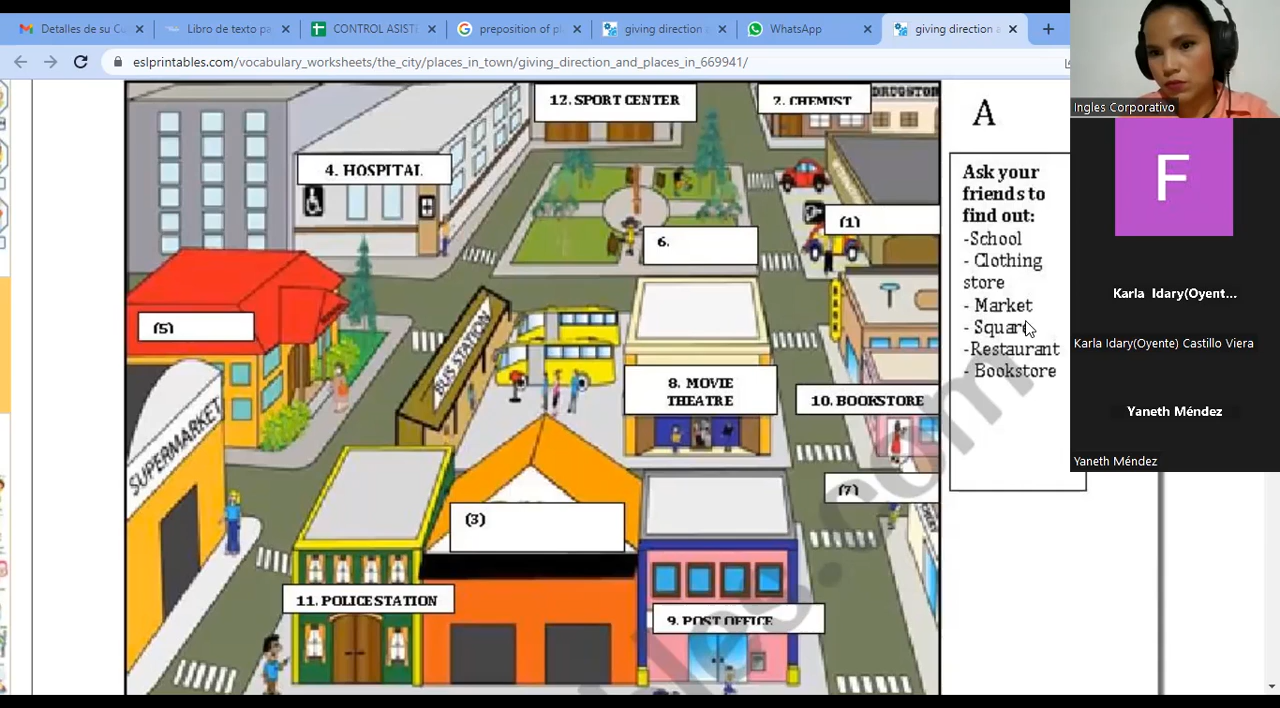 Detalles de su C
Libro de texto pa
CONTROL ASIST
preposition of pl
giving direction a
WhatsApp
giving direction a
eslprintables.com/vocabulary_worksheets/the_city/places_in_town/giving_direction_and_places_in_669941/
Ingles Corporativo
F
Karla Idary(Oyent...
Karla Idary(Oyente) Castillo Viera
Yaneth Méndez
Yaneth Méndez
12. SPORT CENTER
2. CHEMIST
4. HOSPITAL
(1)
6.
(5)
BUS STATION
8. MOVIE
THEATRE
10. BOOKSTORE
SUPERMARKET
(7)
(3)
11. POLICE STATION
9. POST OFFICE
A
Ask your
friends to
find out:
-School
- Clothing
store
- Market
- Square
-Restaurant
- Bookstore